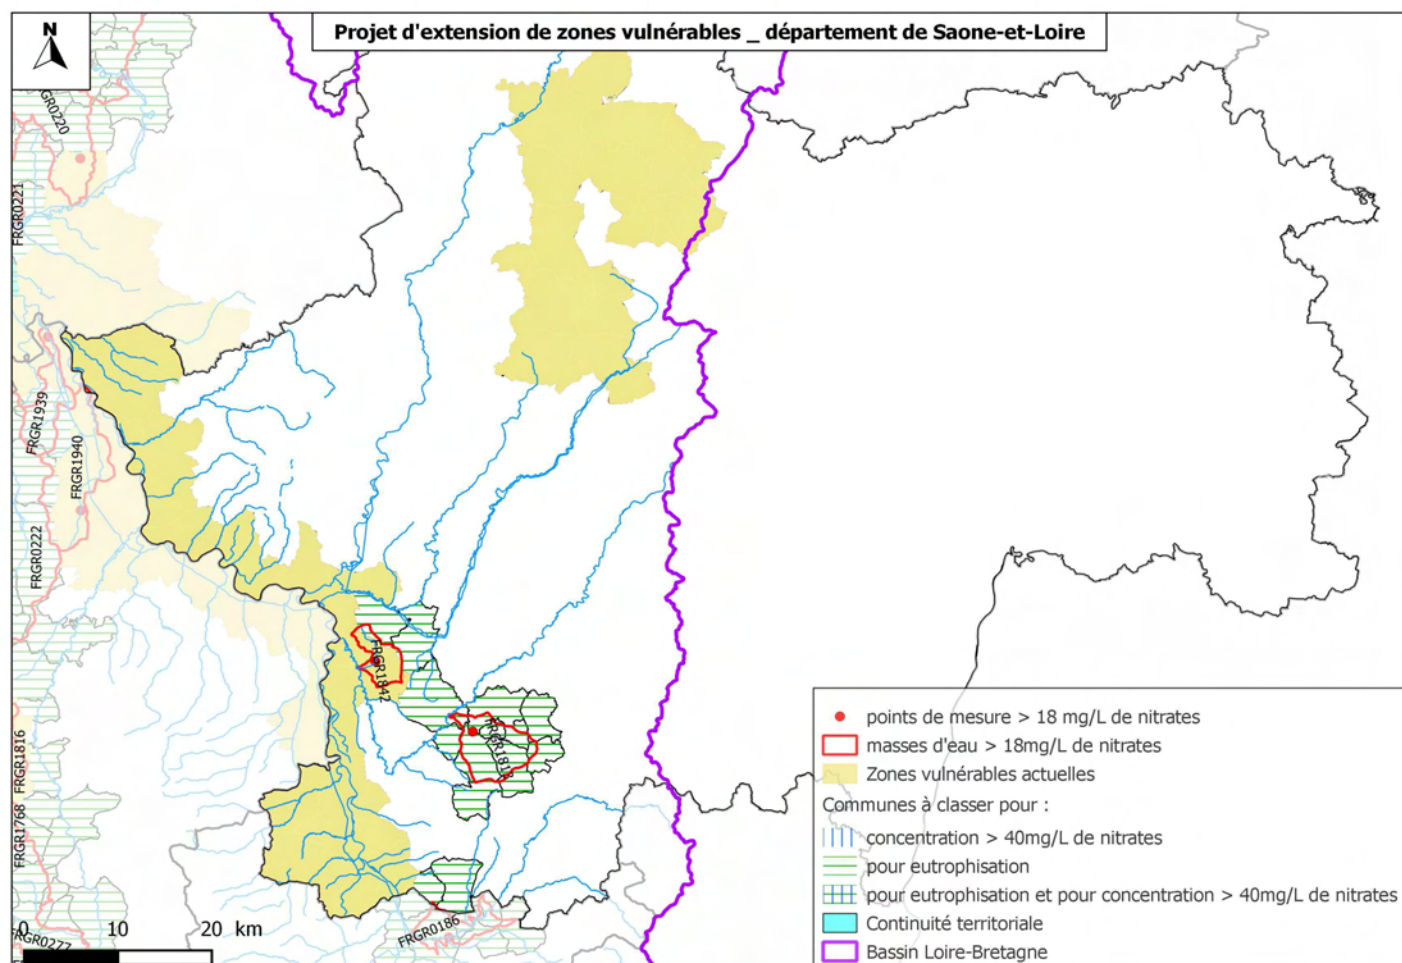 Projet d'extension de zones vulnérables _ département de Saone-et-Loire
N
GR0220
FRGR0221
FRGR1939
FRGR1940
FRGR0222
FRGR1842
FRGR1816
FRGR1768
FRGR0186
FRGR0277
0 10 20 km
points de mesure > 18 mg/L de nitrates
masses d'eau > 18mg/L de nitrates
Zones vulnérables actuelles
Communes à classer pour :
concentration > 40mg/L de nitrates
pour eutrophisation
pour eutrophisation et pour concentration > 40mg/L de nitrates
Continuité territoriale
Bassin Loire-Bretagne